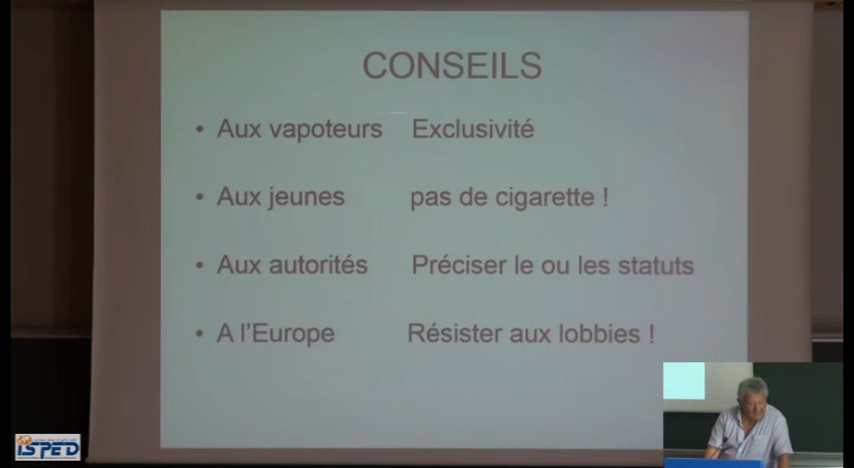 CONSEILS
• Aux vapoteurs Exclusivité
• Aux jeunes pas de cigarette !
• Aux autorités Préciser le ou les statuts
• A l'Europe Résister aux lobbies !
ISPED